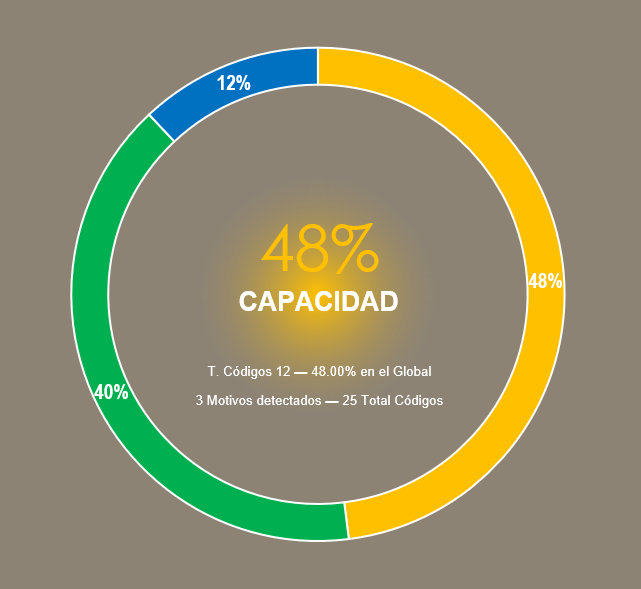 12%
48%
CAPACIDAD
48%
T. Códigos 12 — 48.00% en el Global
40%
3 Motivos detectados — 25 Total Códigos